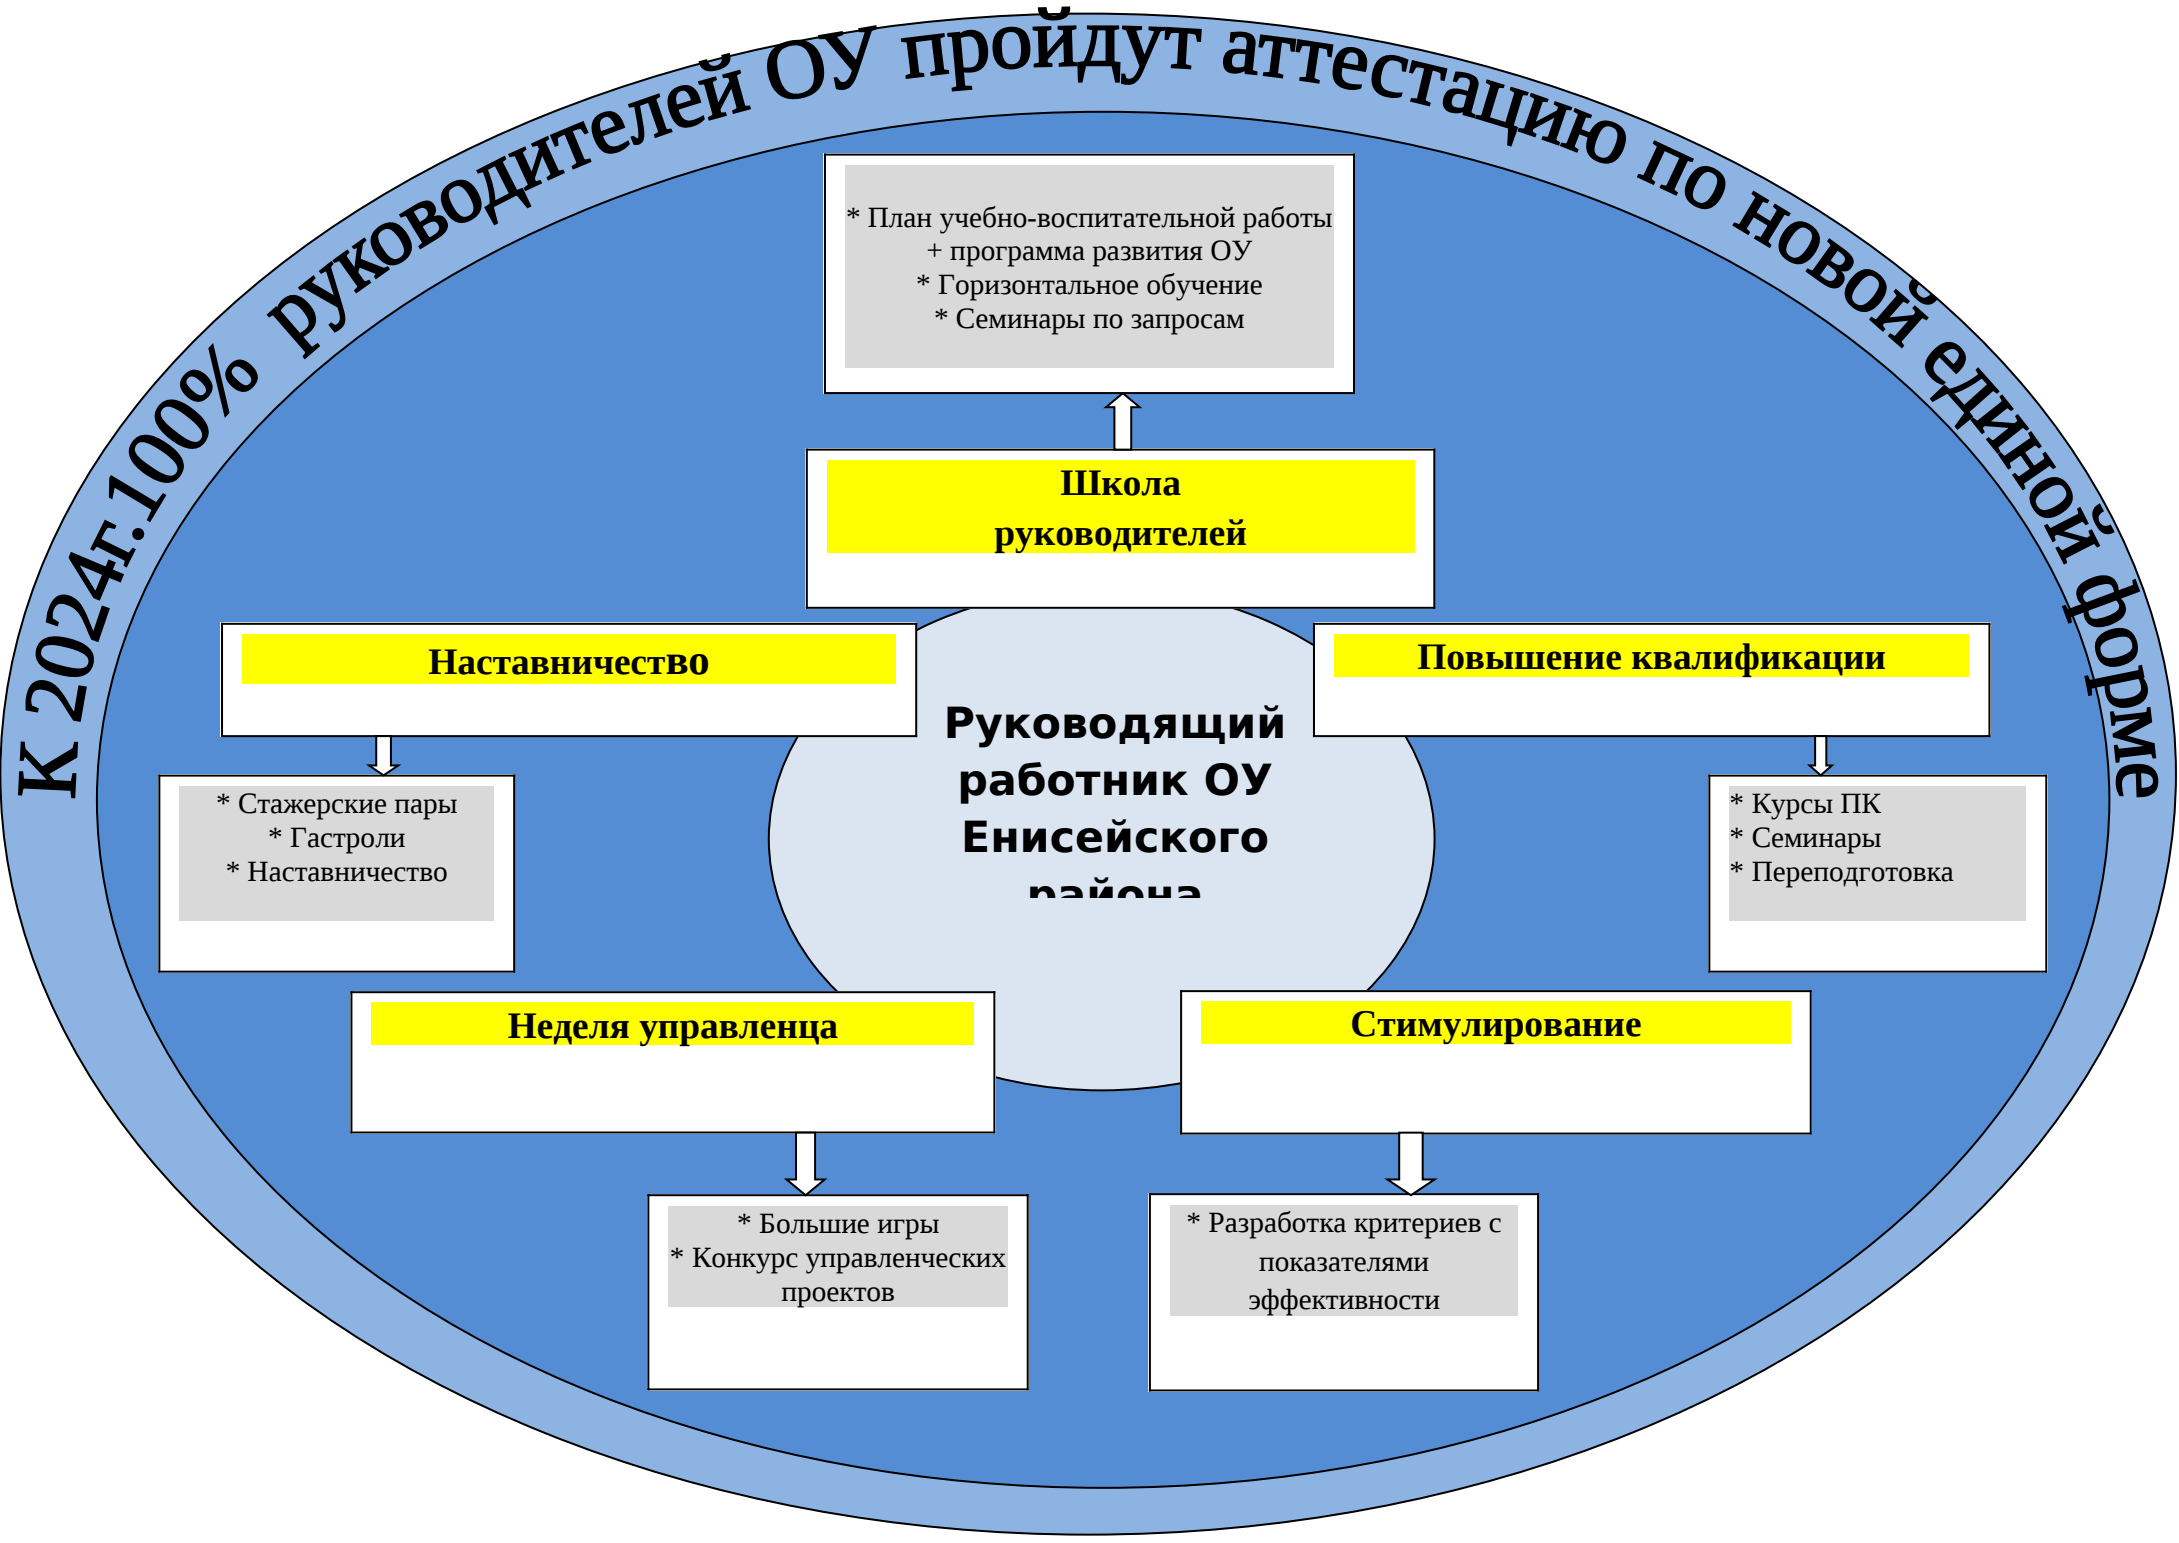 К 2024г.100% руководителей ОУ пройдут аттестацию по новой единой форме
* План учебно-воспитательной работы
+ программа развития ОУ
* Горизонтальное обучение
* Семинары по запросам
Школа
руководителей
Наставничество
Повышение квалификации
Руководящий
работник ОУ
Енисейского
района
* Стажерские пары
* Гастроли
* Наставничество
* Курсы ПК
* Семинары
* Переподготовка
Неделя управленца
Стимулирование
* Большие игры
* Конкурс управленческих
проектов
* Разработка критериев с
показателями
эффективности